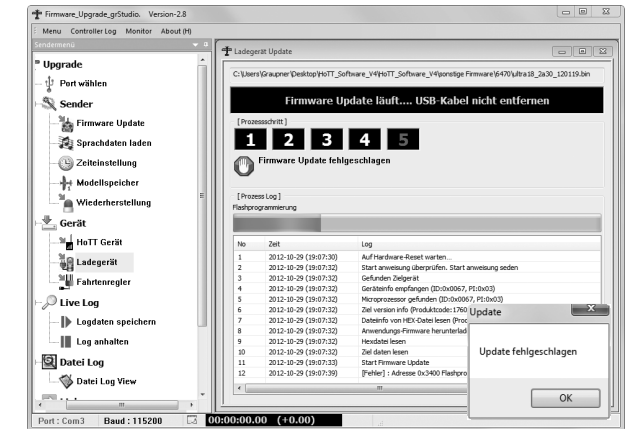 Firmware_Upgrade_grStudio. Version-2.8
Menu Controller Log Monitor About (H)
Sendermenü
Upgrade
Port wählen
Sender
Firmware Update
Sprachdaten laden
Zeiteinstellung
Modellspeicher
Wiederherstellung
Gerät
HoTT Gerät
Ladegerät
Fahrtenregler
Live Log
Logdaten speichern
Log anhalten
Datei Log
Datei Log View
Ladegerät Update
C:\Users\Graupner\Desktop\HoTT_Software_V4\HoTT_Software_V4\sonstige Firmware\6470\ultra18_2a30_120119.bin
Firmware Update läuft.... USB-Kabel nicht entfernen
[ Prozessschritt ]
1 2 3 4 5
Firmware Update fehlgeschlagen
[ Prozess Log ]
Flashprogrammierung
No Zeit Log
1 2012-10-29 (19:07:30) Auf Hardware-Reset warten...
2 2012-10-29 (19:07:32) Start anweisung überprüfen. Start anweisung seden
3 2012-10-29 (19:07:32) Gefunden Zielgerät
4 2012-10-29 (19:07:32) Geräteinfo empfangen (ID:0x0067, PI:0x03)
5 2012-10-29 (19:07:32) Microprozessor gefunden (ID:0x0067, PI:0x03)
6 2012-10-29 (19:07:32) Ziel version info (Produktcode:1760
7 2012-10-29 (19:07:32) Dateiinfo von HEX-Datei lesen (Proc
8 2012-10-29 (19:07:32) Anwendungs-Firmware herunterlad
9 2012-10-29 (19:07:32) Hexdatei lesen
10 2012-10-29 (19:07:32) Ziel daten lesen
11 2012-10-29 (19:07:33) Start Firmware Update
12 2012-10-29 (19:07:39) [Fehler] : Adresse 0x3400 Flashpro
Update
Update fehlgeschlagen
OK
Port : Com3 Baud : 115200 00:00:00.00 (+0.00)